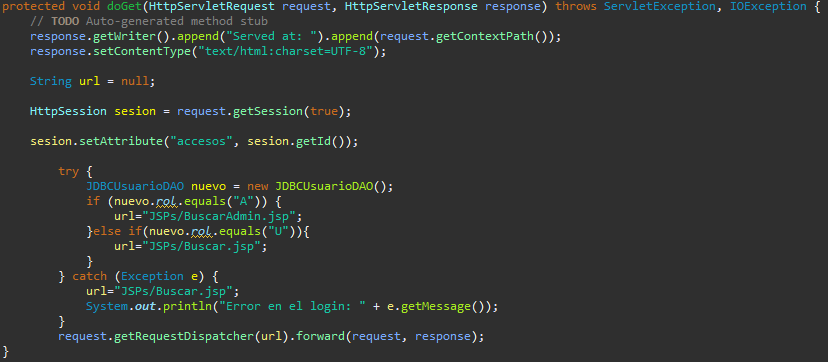 protected void doGet(HttpServletRequest request, HttpServletResponse response) throws ServletException, IOException {
// TODO Auto-generated method stub
response.getWriter().append("Served at: ").append(request.getContextPath());
response.setContentType("text/html:charset=UTF-8");
String url = null;
HttpSession sesion = request.getSession(true);
sesion.setAttribute("accesos", sesion.getId());
try {
JDBCUsuarioDAO nuevo = new JDBCUsuarioDAO();
if (nuevo.rol.equals("A")) {
url="JSPs/BuscarAdmin.jsp";
}else if(nuevo.rol.equals("U")){
url="JSPs/Buscar.jsp";
}
} catch (Exception e) {
url="JSPs/Buscar.jsp";
System.out.println("Error en el login: " + e.getMessage());
}
request.getRequestDispatcher(url).forward(request, response);
}